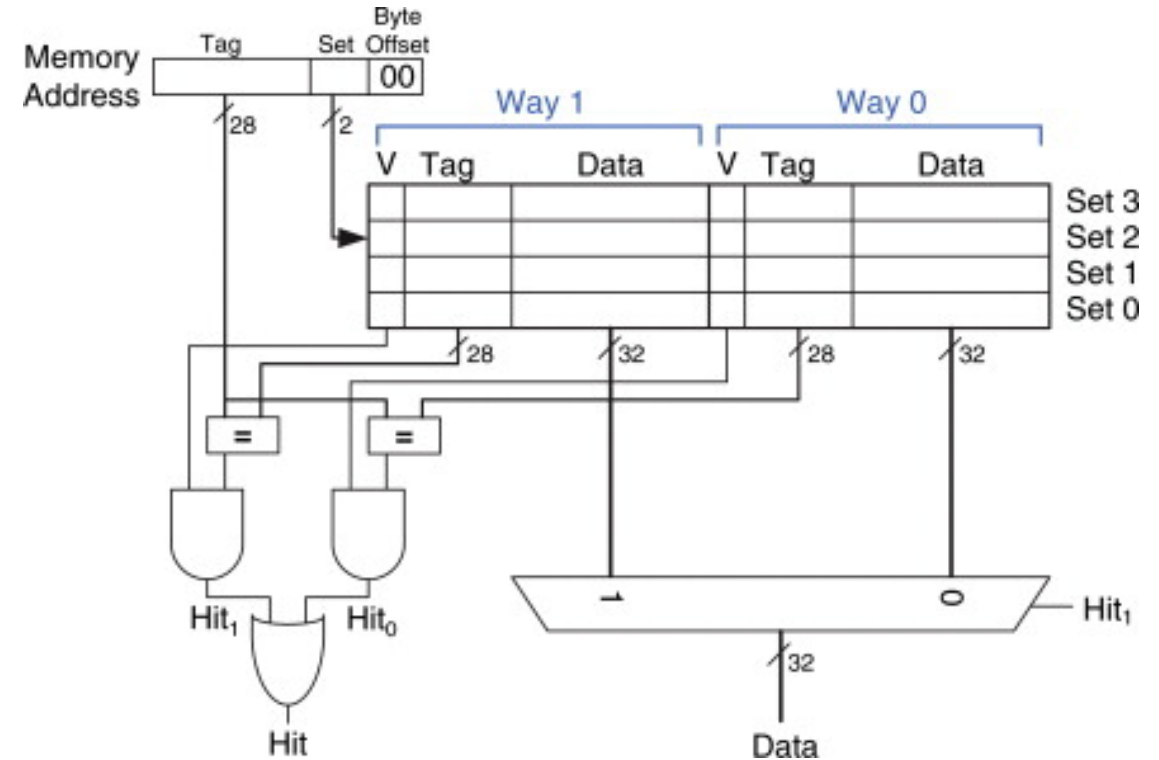 Byte
Tag Set Offset
Memory
Address
00
28 2
Way 1 Way 0
V Tag Data V Tag Data
Set 3
Set 2
Set 1
Set 0
28 32 28 32
= =
1 0
Hit₁ Hit₀ Hit₁
32
Hit Data